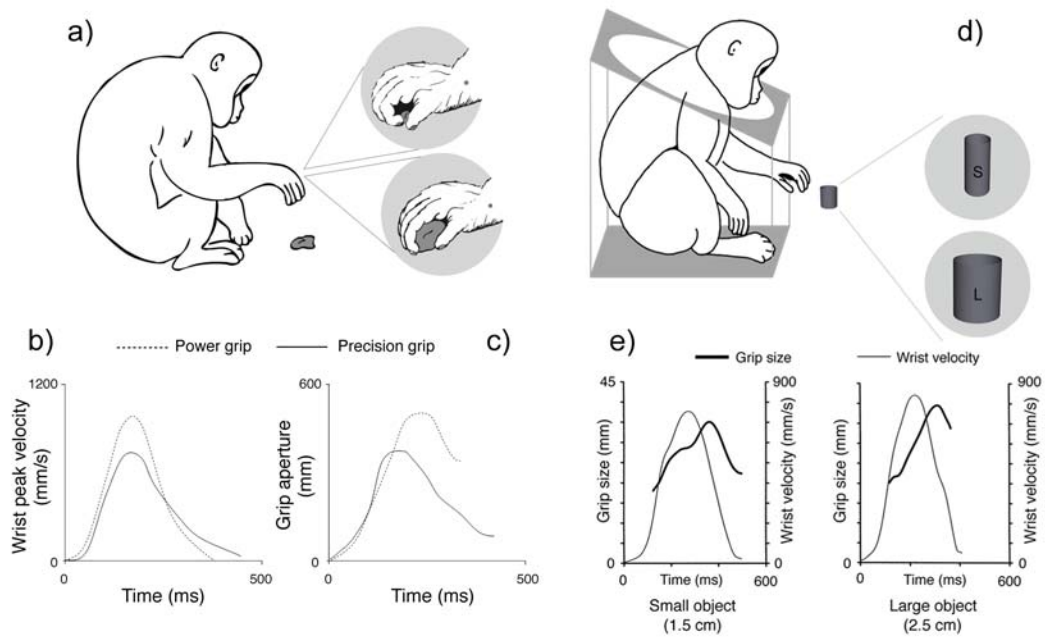 a)
d)
S
L
b)
Power grip
Precision grip
c)
1200
Wrist peak velocity
(mm/s)
0
0
500
Time (ms)
600
Grip aperture
(mm)
0
0
500
Time (ms)
e)
Grip size
Wrist velocity
45
Grip size (mm)
0
900
Wrist velocity (mm/s)
0
0
Time (ms)
600
Small object
(1.5 cm)
Grip size (mm)
0
900
Wrist velocity (mm/s)
0
0
Time (ms)
600
Large object
(2.5 cm)